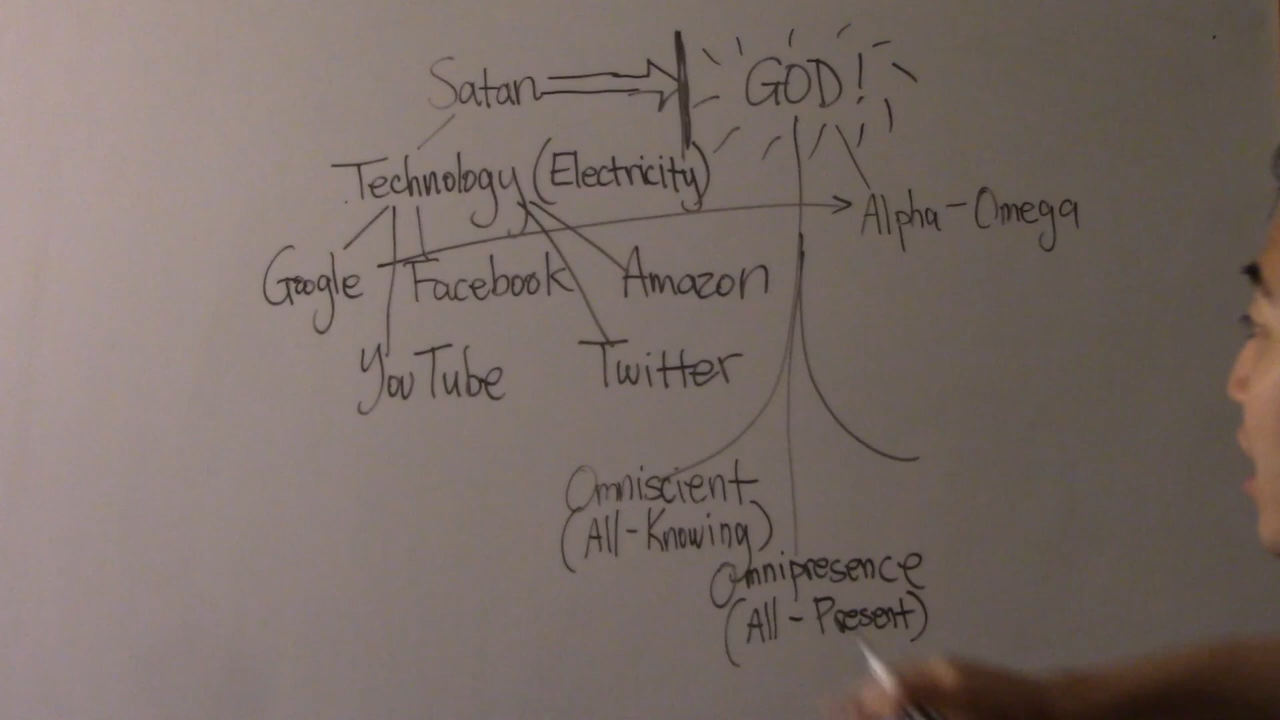 Satan GOD!
Technology (Electricity)
Alpha-Omega
Google Facebook Amazon
YouTube Twitter
Omniscient
(All-Knowing)
Omnipresence
(All-Present)